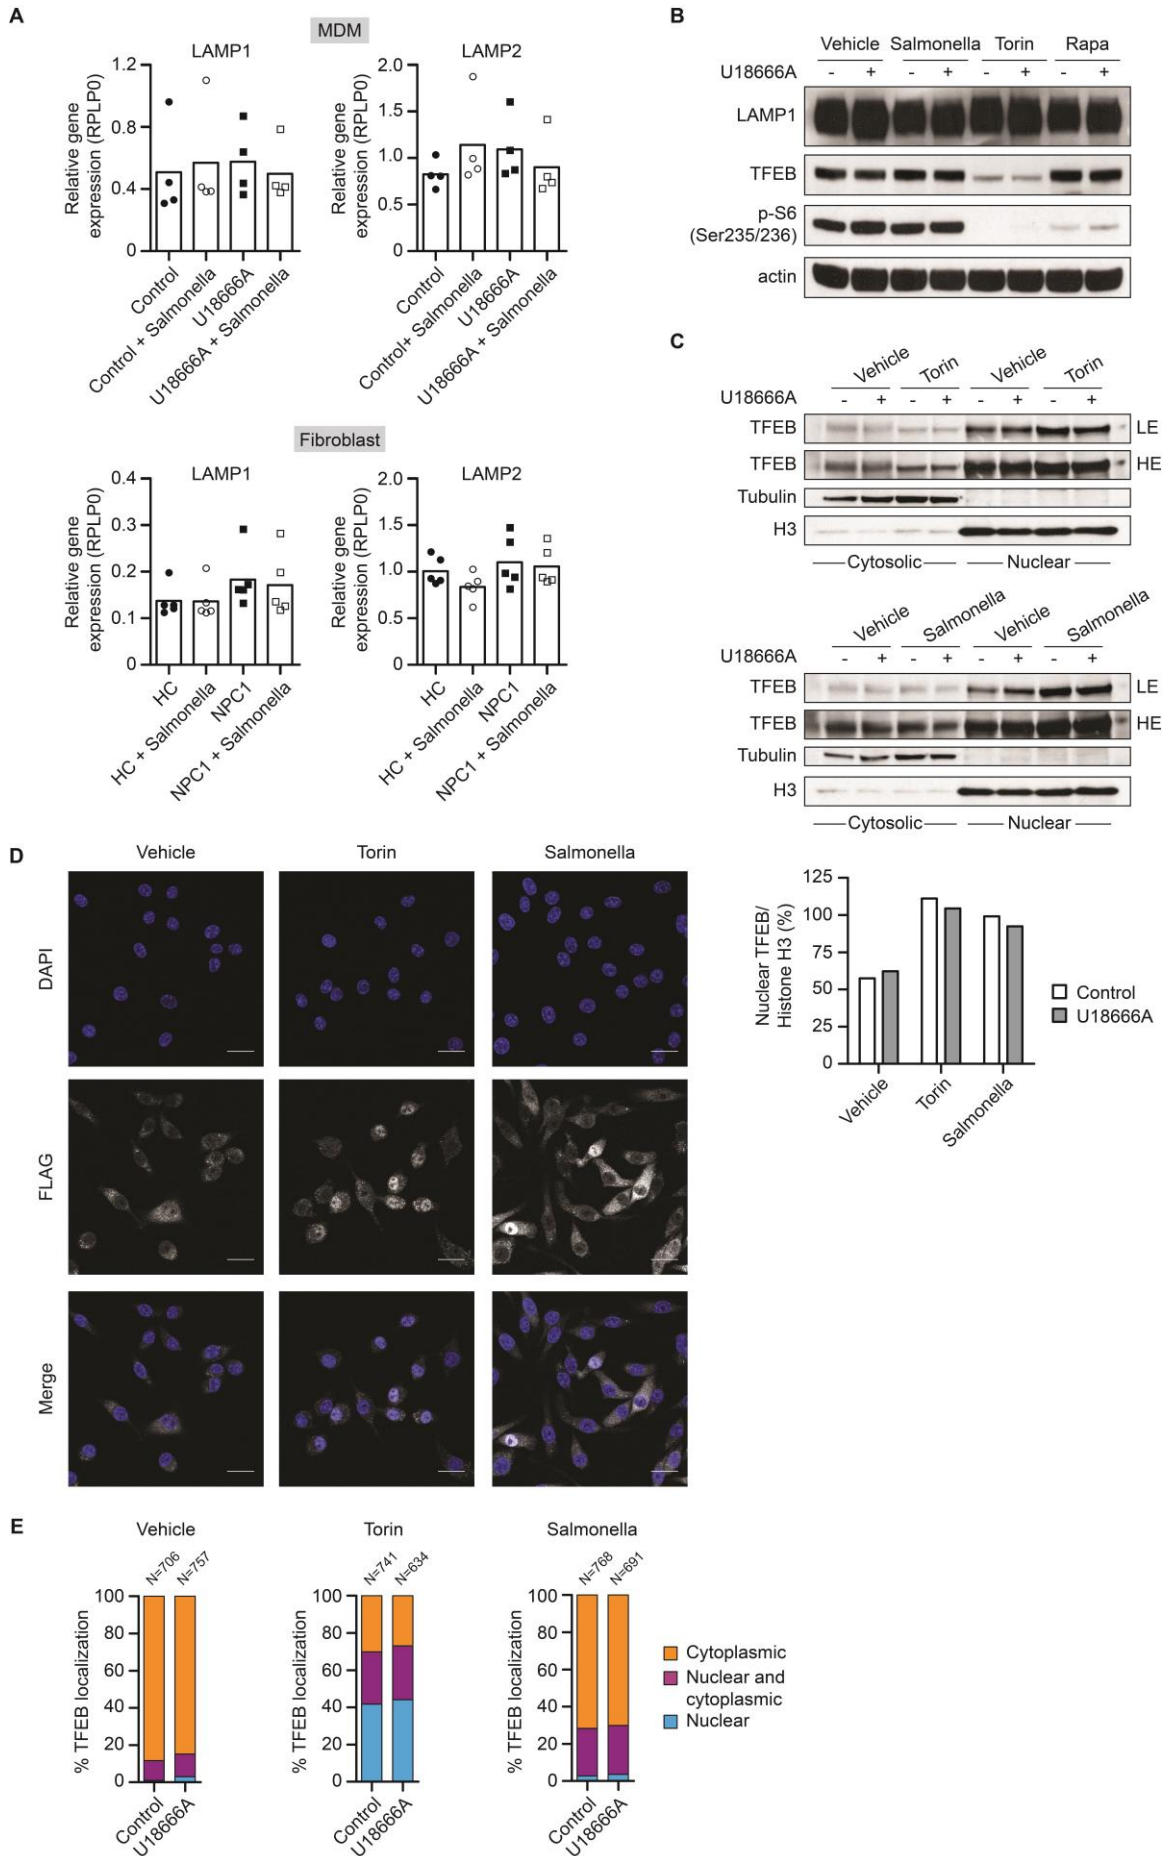 A
MDM
LAMP1
Relative gene
expression (RPLP0)
1.2
0.8
0.4
0
Control
Control + Salmonella
U18666A
U18666A + Salmonella
LAMP2
Relative gene
expression (RPLP0)
2.0
1.5
1.0
0.5
0
Control
Control+ Salmonella
U18666A
U18666A + Salmonella
Fibroblast
LAMP1
Relative gene
expression (RPLP0)
0.4
0.3
0.2
0.1
0
HC
HC + Salmonella
NPC1
NPC1 + Salmonella
LAMP2
Relative gene
expression (RPLP0)
2.0
1.5
1.0
0.5
0
HC
HC + Salmonella
NPC1
NPC1 + Salmonella
B
Vehicle Salmonella Torin Rapa
U18666A - + - + - + - +
LAMP1
TFEB
p-S6
(Ser235/236)
actin
C
Vehicle Torin Vehicle Torin
U18666A - + - + - + - +
TFEB LE
TFEB HE
Tubulin
H3
Cytosolic Nuclear
Vehicle Salmonella Vehicle Salmonella
U18666A - + - + - + - +
TFEB LE
TFEB HE
Tubulin
H3
Cytosolic Nuclear
Nuclear TFEB/
Histone H3 (%)
125
100
75
50
25
0
Vehicle
Torin
Salmonella
Control
U18666A
D
Vehicle Torin Salmonella
DAPI
FLAG
Merge
E
Vehicle
N=706 N=757
% TFEB localization
100
80
60
40
20
0
Control
U18666A
Torin
N=741 N=634
% TFEB localization
100
80
60
40
20
0
Control
U18666A
Salmonella
N=768 N=691
% TFEB localization
100
80
60
40
20
0
Control
U18666A
Cytoplasmic
Nuclear and
cytoplasmic
Nuclear